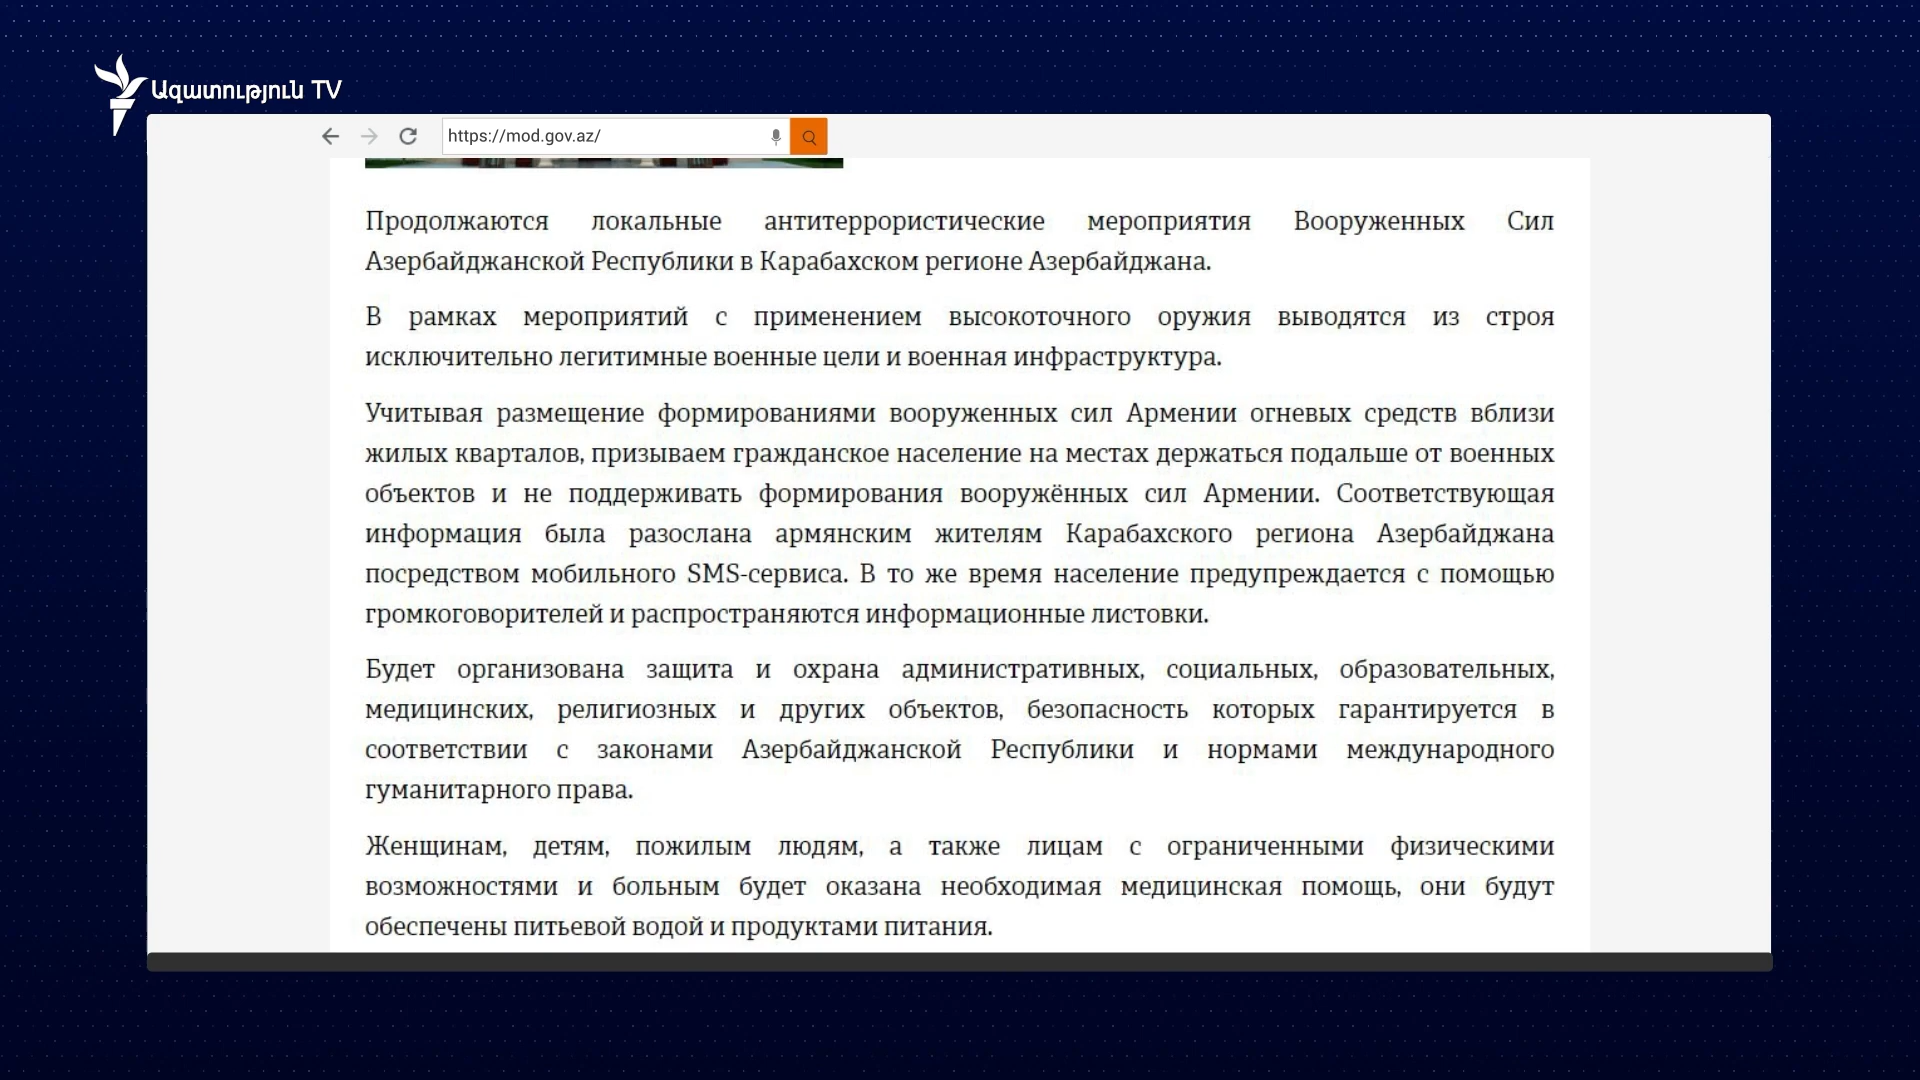 Ազատություն TV
https://mod.gov.az/
Продолжаются локальные антитеррористические мероприятия Вооруженных Сил
Азербайджанской Республики в Карабахском регионе Азербайджана.
В рамках мероприятий с применением высокоточного оружия выводятся из строя
исключительно легитимные военные цели и военная инфраструктура.
Учитывая размещение формированиями вооруженных сил Армении огневых средств вблизи
жилых кварталов, призываем гражданское население на местах держаться подальше от военных
объектов и не поддерживать формирования вооружённых сил Армении. Соответствующая
информация была разослана армянским жителям Карабахского региона Азербайджана
посредством мобильного SMS-сервиса. В то же время население предупреждается с помощью
громкоговорителей и распространяются информационные листовки.
Будет организована защита и охрана административных, социальных, образовательных,
медицинских, религиозных и других объектов, безопасность которых гарантируется в
соответствии с законами Азербайджанской Республики и нормами международного
гуманитарного права.
Женщинам, детям, пожилым людям, а также лицам с ограниченными физическими
возможностями и больным будет оказана необходимая медицинская помощь, они будут
обеспечены питьевой водой и продуктами питания.